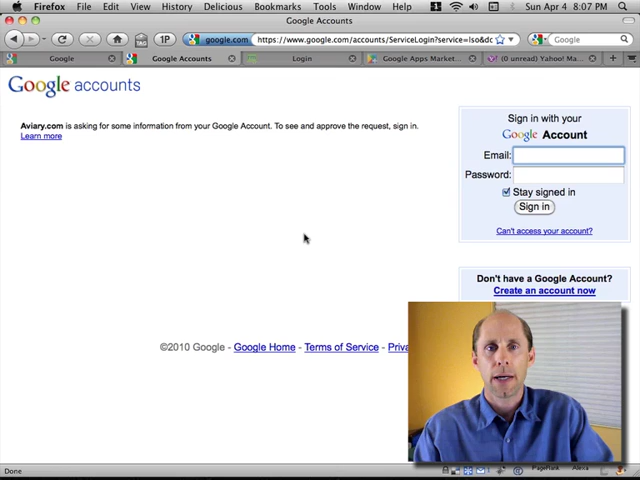 Firefox File Edit View History Delicious Bookmarks Tools Window Help Sun Apr 4 8:07 PM
Google Accounts
1P google.com https://www.google.com/accounts/ServiceLogin?service=lso&dc Google
Google Google Accounts Login Google Apps Market... (0 unread) Yahoo! M...
Google accounts
Aviary.com is asking for some information from your Google Account. To see and approve the request, sign in.
Learn more
Sign in with your
Google Account
Email:
Password:
Stay signed in
Sign in
Can't access your account?
Don't have a Google Account?
Create an account now
©2010 Google - Google Home - Terms of Service - Priva
Done PageRank Alexa